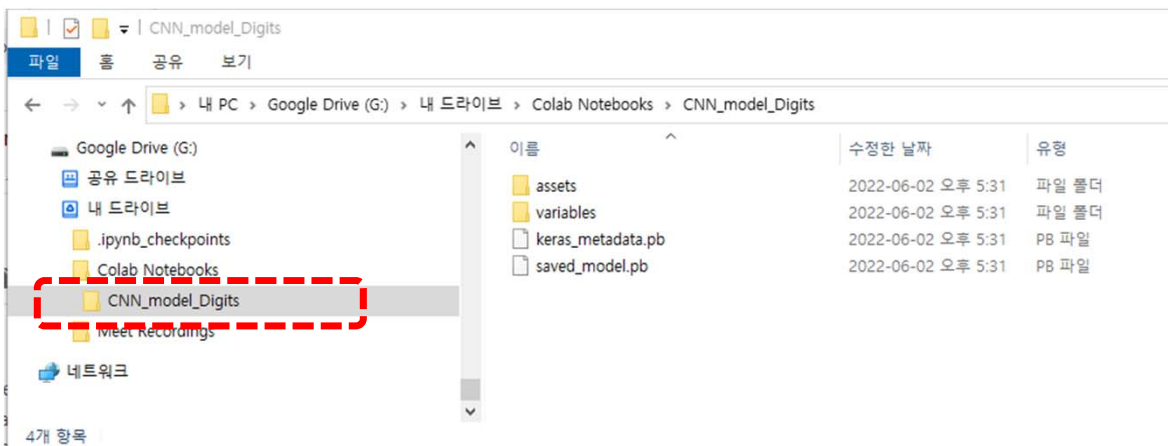 CNN_model_Digits
파일 홈 공유 보기
내 PC > Google Drive (G:) > 내 드라이브 > Colab Notebooks > CNN_model_Digits
Google Drive (G:)
공유 드라이브
내 드라이브
.ipynb_checkpoints
Colab Notebooks
CNN_model_Digits
Meet Recordings
네트워크
이름 수정한 날짜 유형
assets 2022-06-02 오후 5:31 파일 폴더
variables 2022-06-02 오후 5:31 파일 폴더
keras_metadata.pb 2022-06-02 오후 5:31 PB 파일
saved_model.pb 2022-06-02 오후 5:31 PB 파일
4개 항목